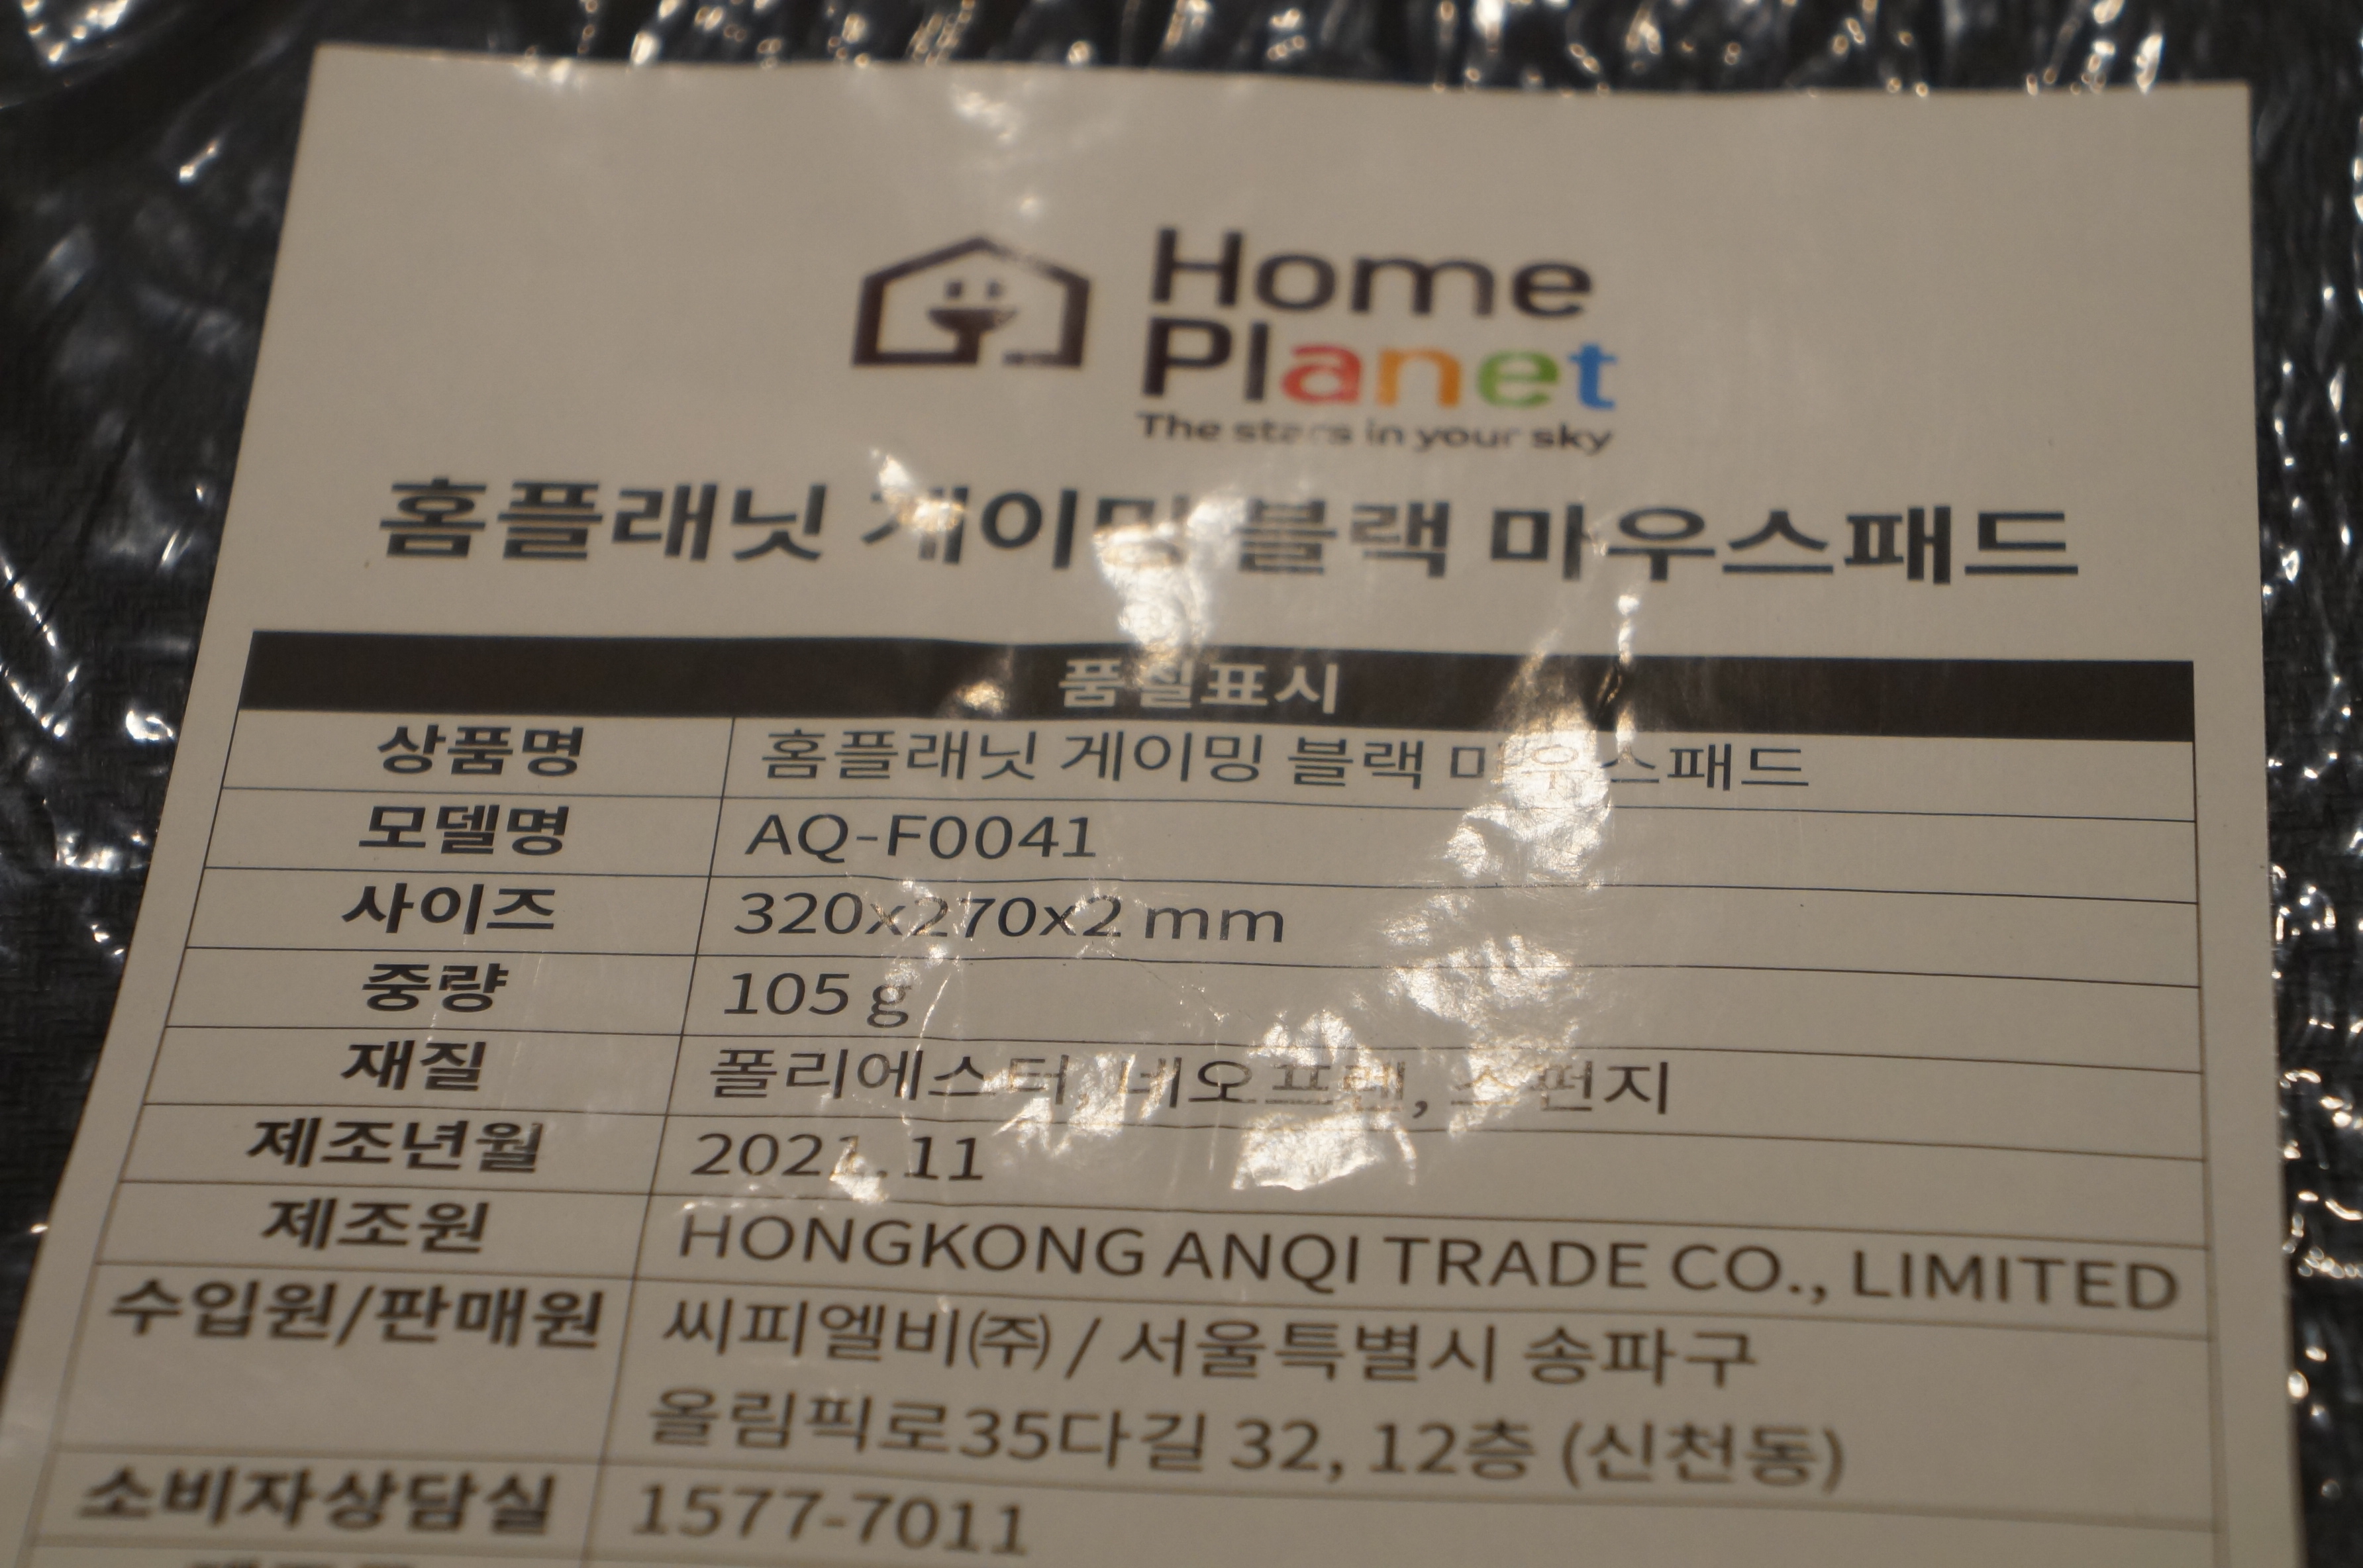 Home
Planet
The stars in your sky
홈플래닛 게이밍 블랙 마우스패드
품질표시
상품명 홈플래닛 게이밍 블랙 마우스패드
모델명 AQ-F0041
사이즈 320x270x2 mm
중량 105 g
재질 폴리에스터, 네오프렌, 스펀지
제조년월 2021.11
제조원 HONGKONG ANQI TRADE CO., LIMITED
수입원/판매원 씨피엘비㈜ / 서울특별시 송파구
올림픽로35다길 32, 12층 (신천동)
소비자상담실 1577-7011